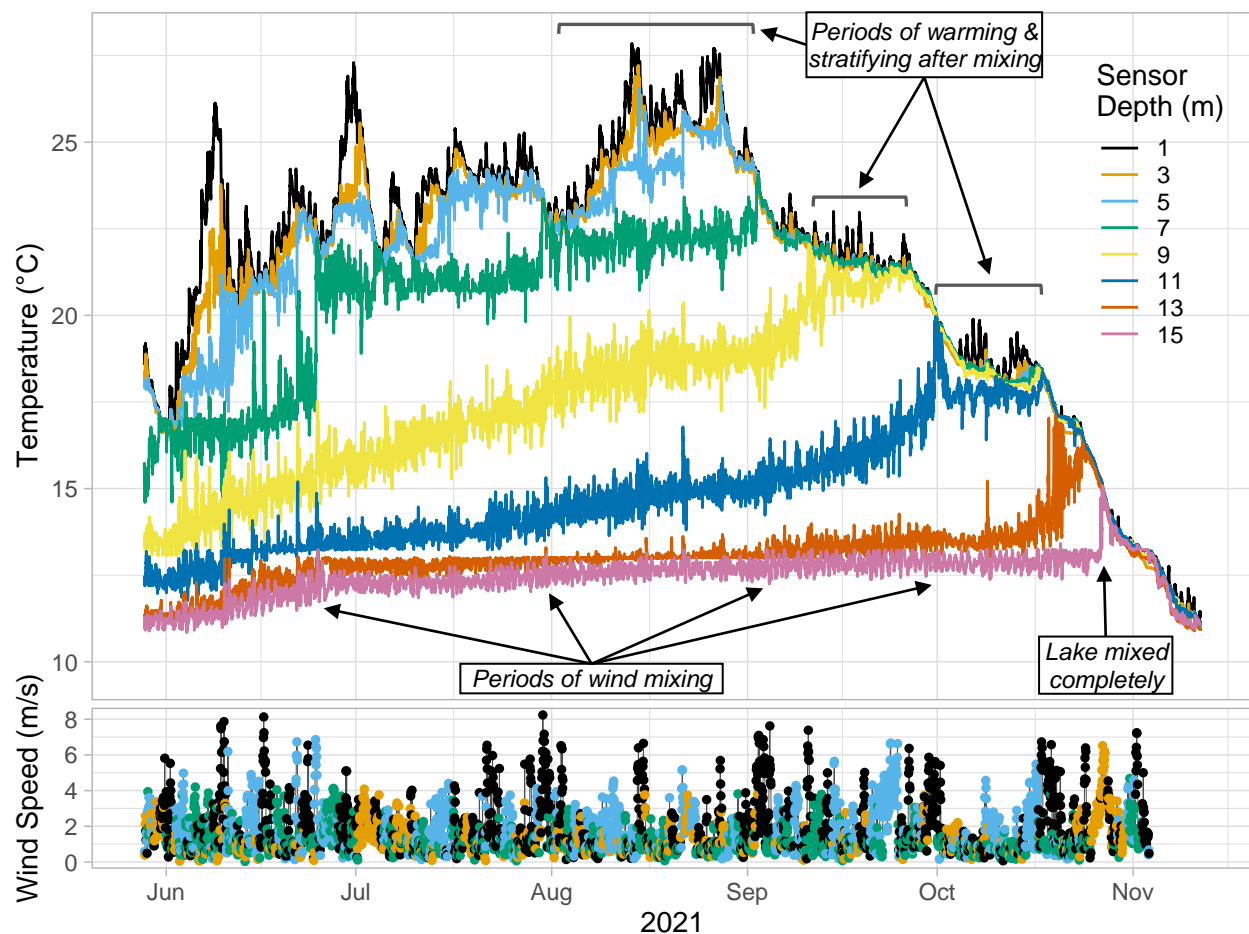 Periods of warming &
stratifying after mixing
Sensor
Depth (m)
1
3
5
7
9
11
13
15
Temperature (°C)
25
20
15
10
Periods of wind mixing
Lake mixed
completely
Wind Speed (m/s)
8
6
4
2
0
Jun
Jul
Aug
Sep
Oct
Nov
2021